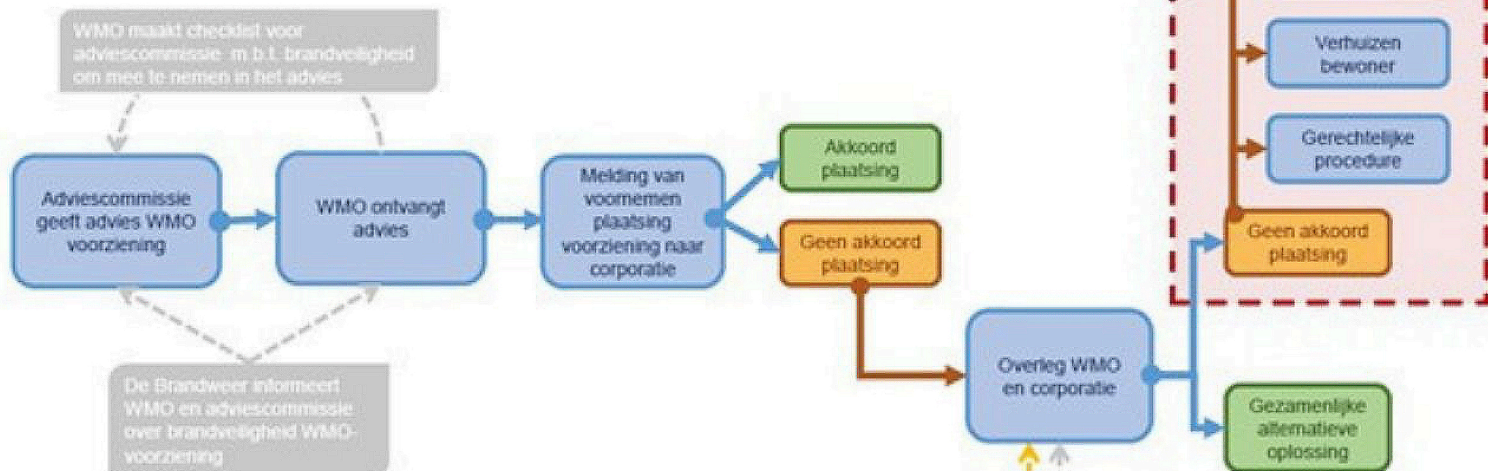 WMO maakt checklist voor
adviescommissie m.b.t. brandveiligheid
om mee te nemen in het advies
Adviescommissie
geeft advies WMO
voorziening
WMO ontvangt
advies
Melding van
voornemen
plaatsing
voorziening naar
corporatie
Akkoord
plaatsing
Geen akkoord
plaatsing
De Brandweer informeert
WMO en adviescommissie
over brandveiligheid WMO-
voorziening
Overleg WMO
en corporatie
Verhuizen
bewoner
Gerechtelijke
procedure
Geen akkoord
plaatsing
Gezamenlijke
alternatieve
oplossing